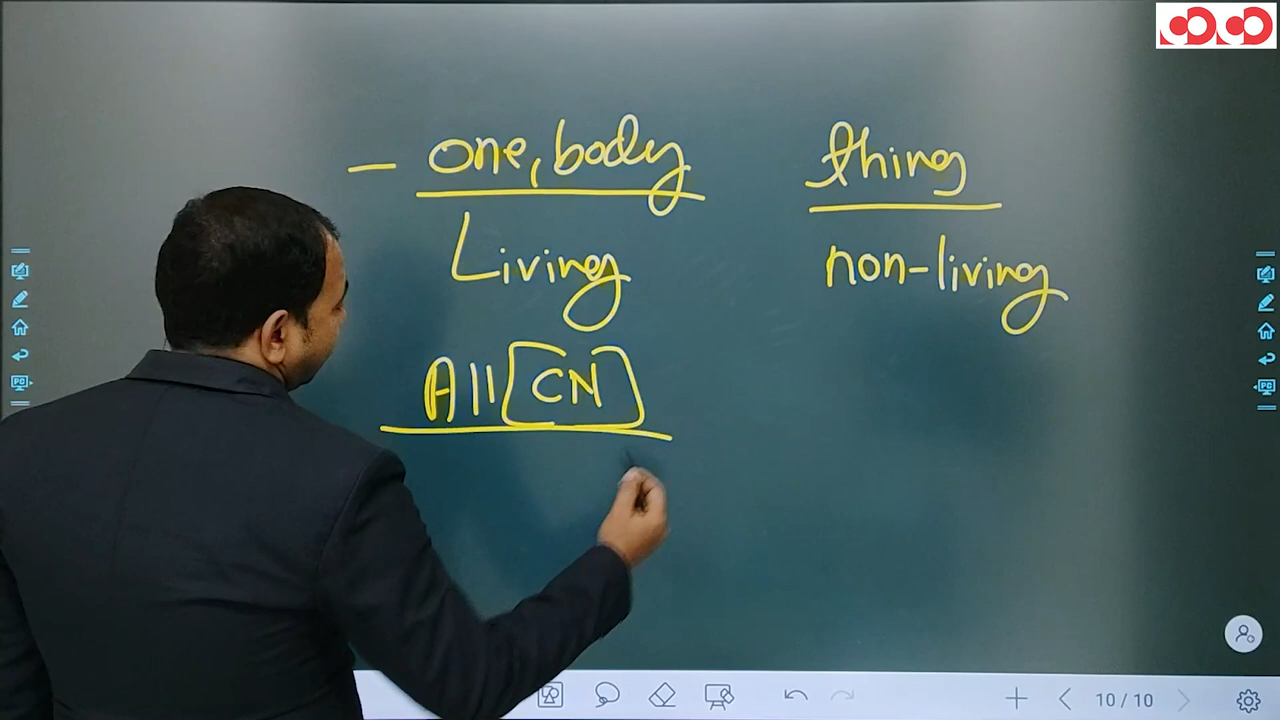 – one, body
thing
Living
non-living
All CN
10/10